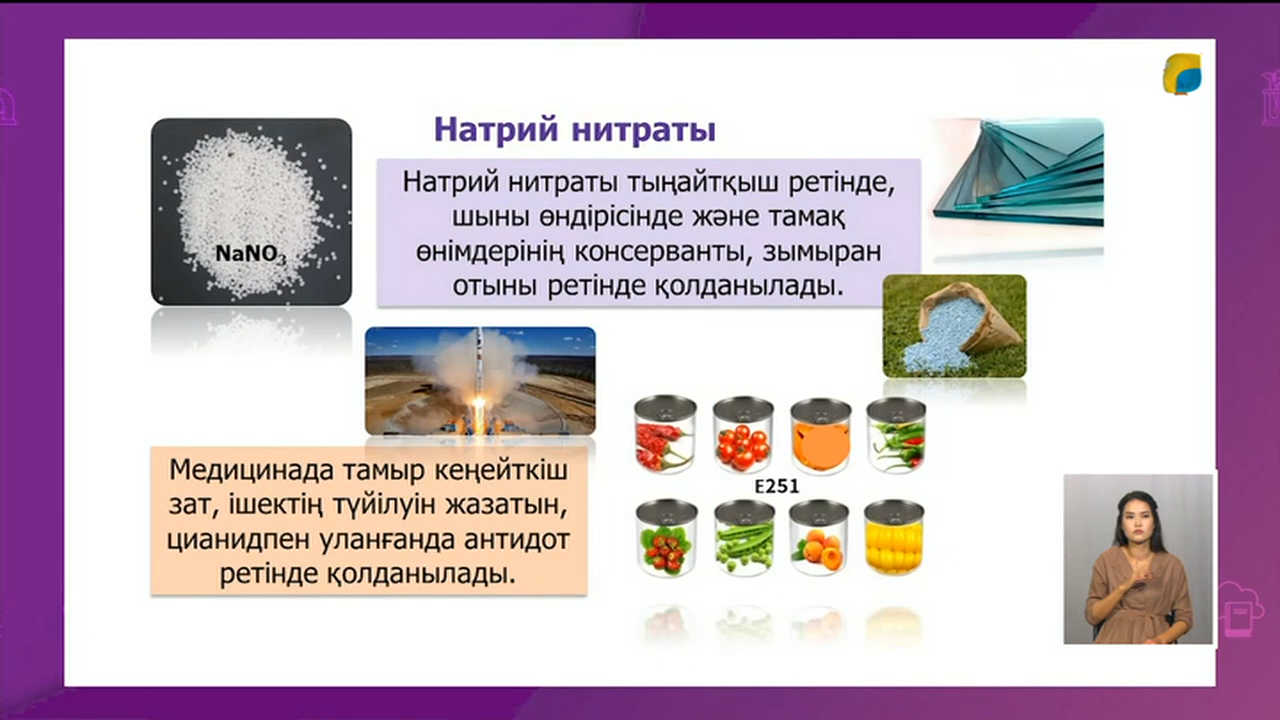 Натрий нитраты
NaNO₃
Натрий нитраты тыңайтқыш ретінде,
шыны өндірісінде және тамақ
өнімдерінің консерванты, зымыран
отыны ретінде қолданылады.
Медицинада тамыр кеңейткіш
зат, ішектің түйілуін жазатын,
цианидпен уланғанда антидот
ретінде қолданылады.
E251